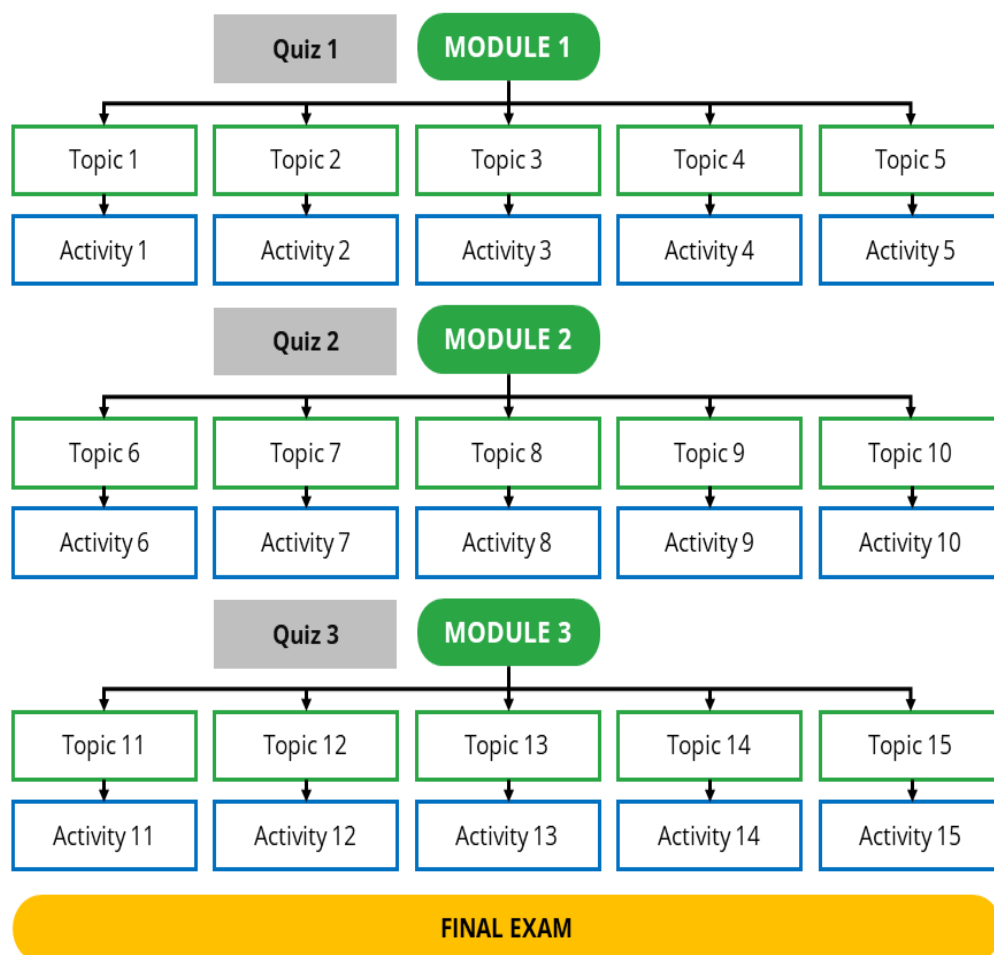 Quiz 1
MODULE 1
Topic 1
Topic 2
Topic 3
Topic 4
Topic 5
Activity 1
Activity 2
Activity 3
Activity 4
Activity 5
Quiz 2
MODULE 2
Topic 6
Topic 7
Topic 8
Topic 9
Topic 10
Activity 6
Activity 7
Activity 8
Activity 9
Activity 10
Quiz 3
MODULE 3
Topic 11
Topic 12
Topic 13
Topic 14
Topic 15
Activity 11
Activity 12
Activity 13
Activity 14
Activity 15
FINAL EXAM